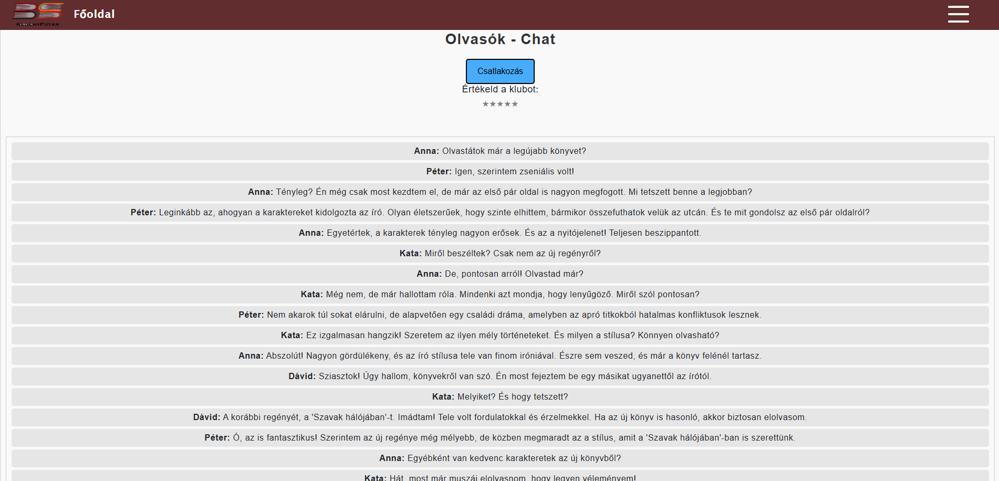 BS
RegényFutár
Főoldal
Olvasók - Chat
Csatlakozás
Értékeld a klubot:
★★★★★
Anna: Olvastátok már a legújabb könyvet?
Péter: Igen, szerintem zseniális volt!
Anna: Tényleg? Én még csak most kezdtem el, de már az első pár oldal is nagyon megfogott. Mi tetszett benne a legjobban?
Péter: Leginkább az, ahogyan a karaktereket kidolgozta az író. Olyan életszerűek, hogy szinte elhittem, bármikor összefuthatok velük az utcán. És te mit gondolsz az első pár oldalról?
Anna: Egyetértek, a karakterek tényleg nagyon erősek. És az a nyitójelenet! Teljesen beszippantott.
Kata: Miről beszéltek? Csak nem az új regényről?
Anna: De, pontosan arról! Olvastad már?
Kata: Még nem, de már hallottam róla. Mindenki azt mondja, hogy lenyűgöző. Miről szól pontosan?
Péter: Nem akarok túl sokat elárulni, de alapvetően egy családi dráma, amelyben az apró titkokból hatalmas konfliktusok lesznek.
Kata: Ez izgalmasan hangzik! Szeretem az ilyen mély történeteket. És milyen a stílusa? Könnyen olvasható?
Anna: Abszolút! Nagyon gördülékeny, és az író stílusa tele van finom iróniával. Észre sem veszed, és már a könyv felénél tartasz.
Dávid: Sziasztok! Úgy hallom, könyvekről van szó. Én most fejeztem be egy másikat ugyanettől az írótól.
Kata: Melyiket? És hogy tetszett?
Dávid: A korábbi regényét, a 'Szavak hálójában'-t. Imádtam! Tele volt fordulatokkal és érzelmekkel. Ha az új könyv is hasonló, akkor biztosan elolvasom.
Péter: Ó, az is fantasztikus! Szerintem az új regénye még mélyebb, de közben megmaradt az a stílus, amit a 'Szavak hálójában'-ban is szerettünk.
Anna: Egyébként van kedvenc karakteretek az új könyvből?
Kata: Hát, most már muszáj elolvasnom, hogy legyen véleményem!